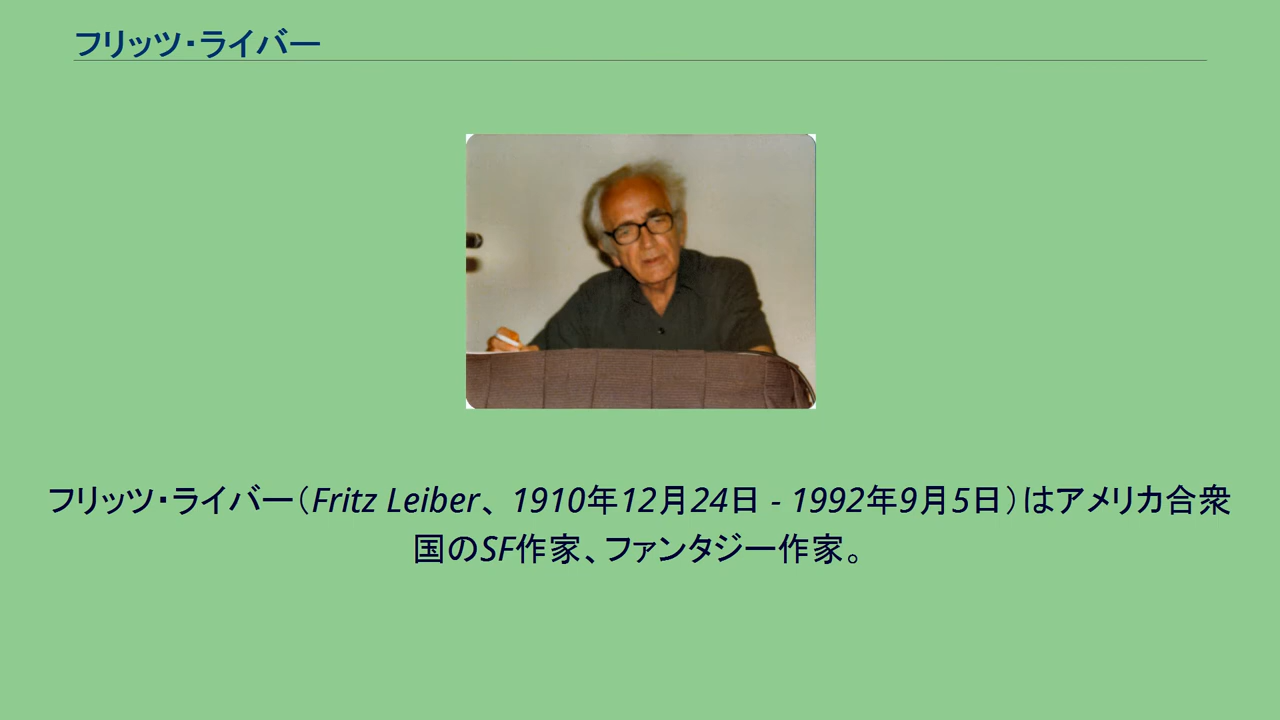 フリッツ・ライバー
フリッツ・ライバー（Fritz Leiber、 1910年12月24日 - 1992年9月5日）はアメリカ合衆
国のSF作家、ファンタジー作家。